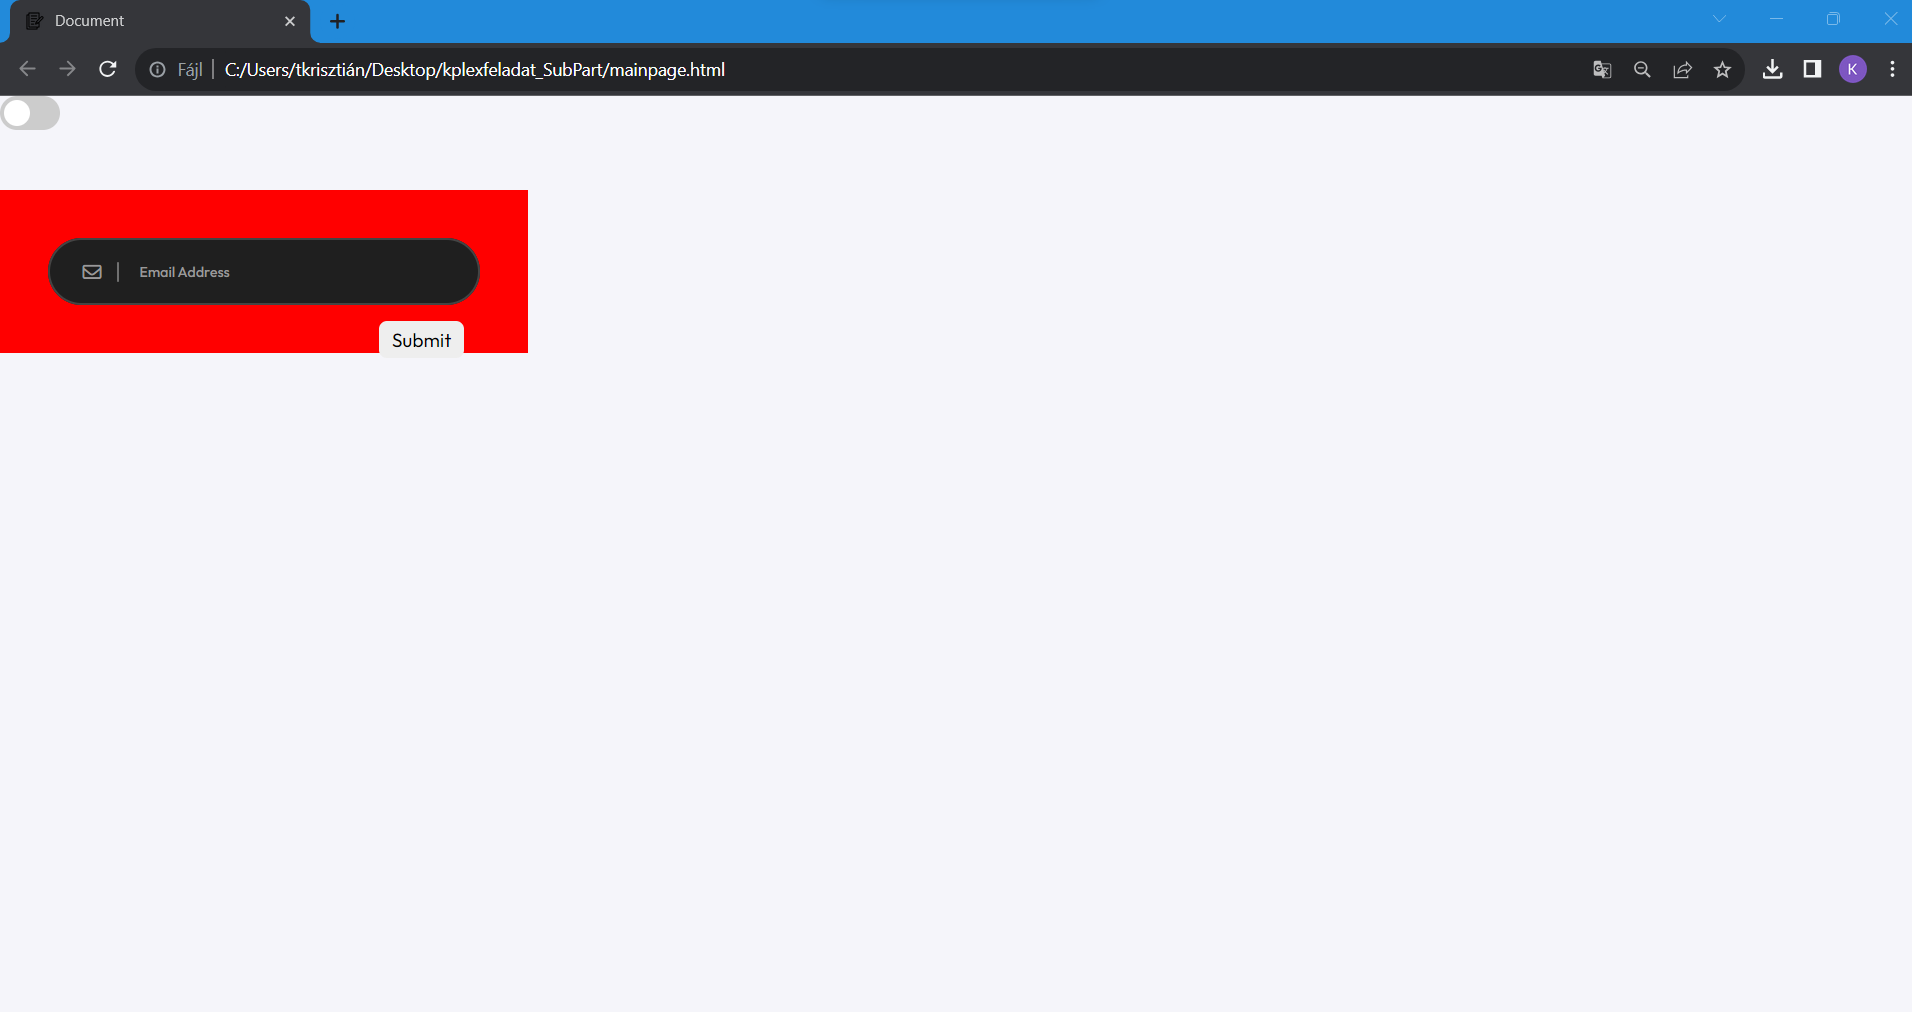 Document
Fájl
C:/Users/tkrisztián/Desktop/kplexfeladat_SubPart/mainpage.html
K
Email Address
Submit